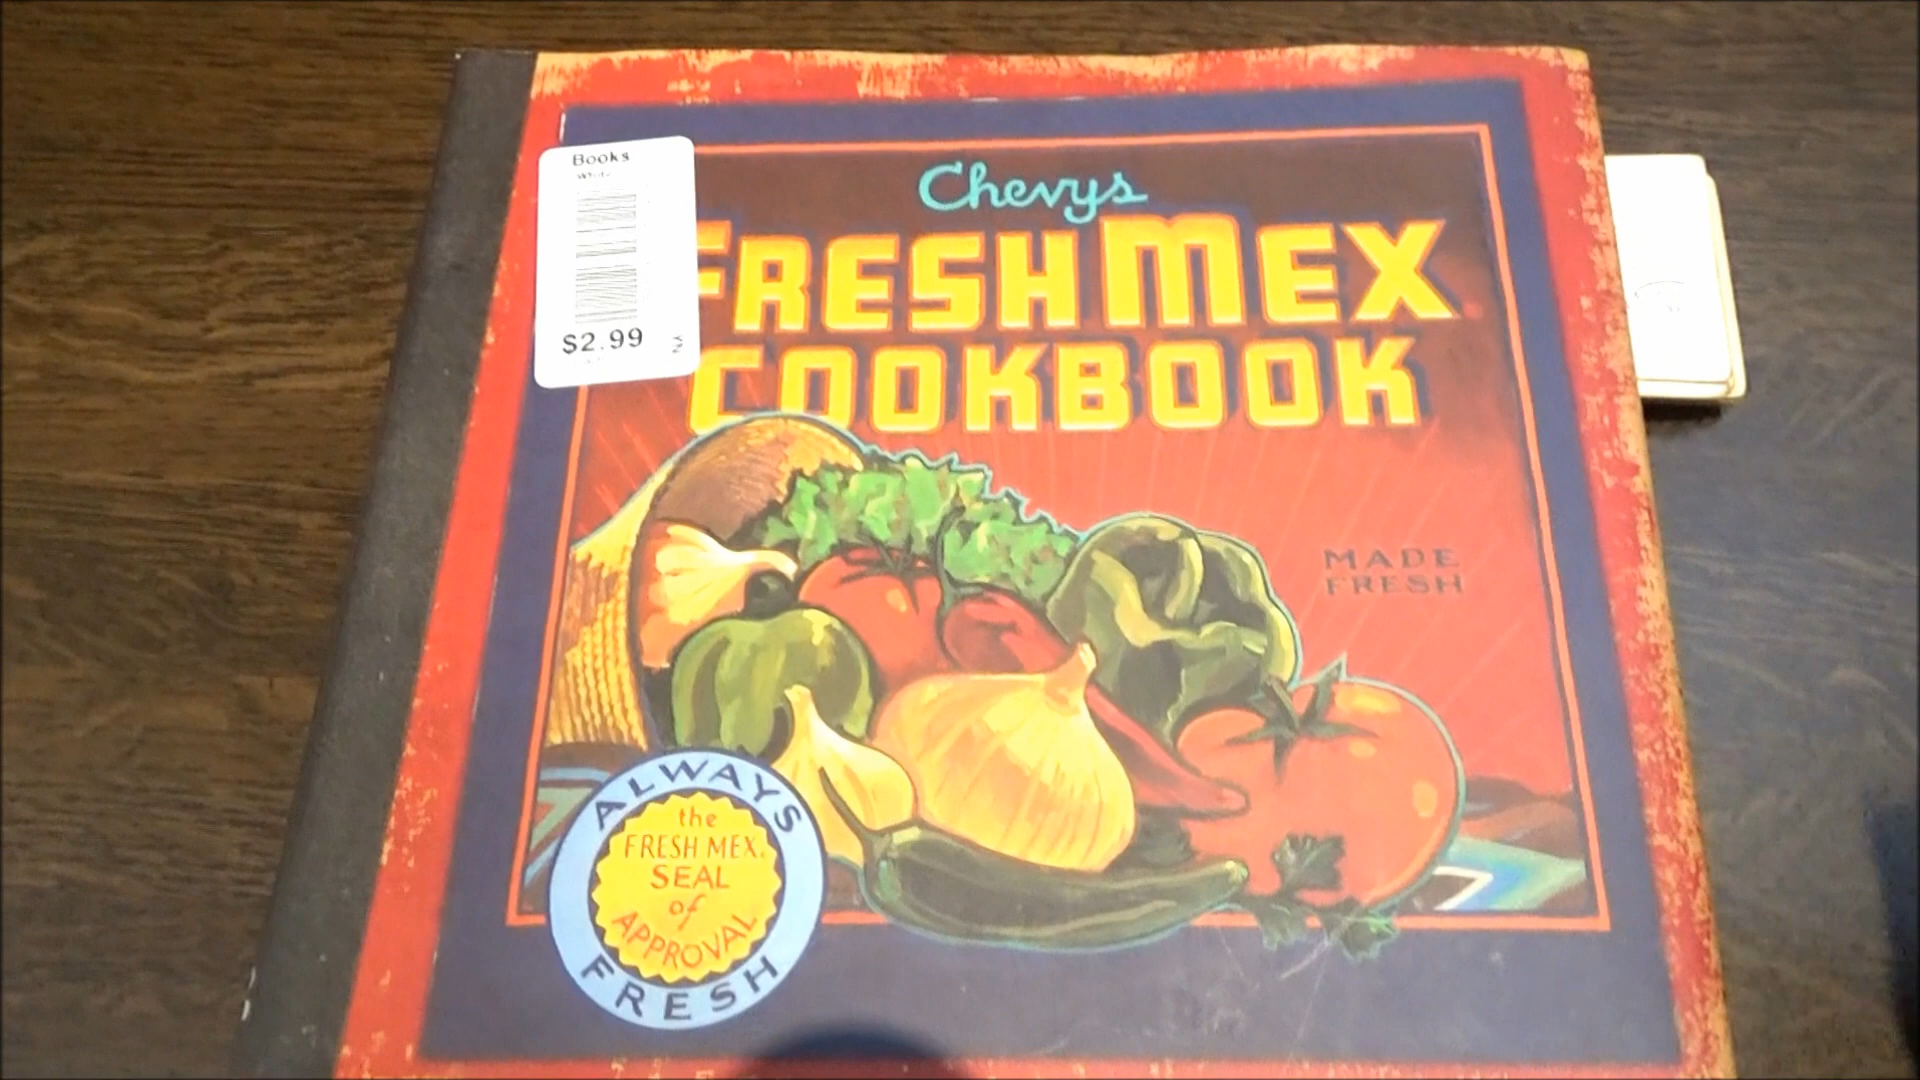 Books
$2.99
Chevys
FRESH MEX
COOKBOOK
MADE
FRESH
ALWAYS
the
FRESH MEX.
SEAL
of
APPROVAL
FRESH